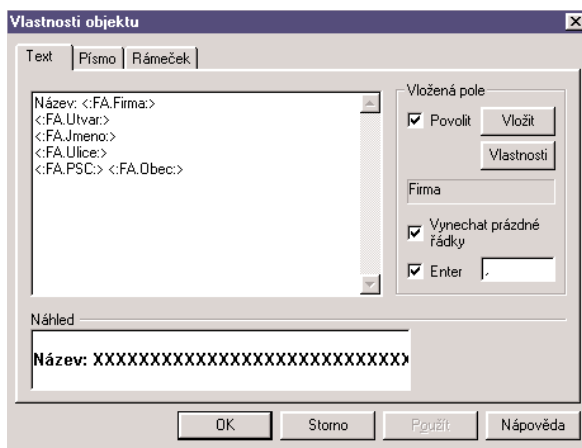 Vlastnosti objektu
Text Písmo Rámeček
Název: <:FA.Firma:>
<:FA.Utvar:>
<:FA.Jmeno:>
<:FA.Ulice:>
<:FA.PSC:> <:FA.Obec:>
Vložená pole
Povolit Vložit
Vlastnosti
Firma
Vynechat prázdné
řádky
Enter ,
Náhled
Název: XXXXXXXXXXXXXXXXXXXXXXXXXXXXX
OK Storno Použít Nápověda